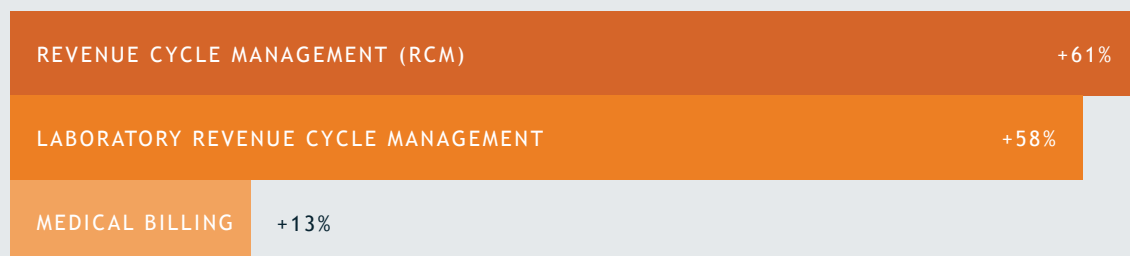 REVENUE CYCLE MANAGEMENT (RCM) +61%
LABORATORY REVENUE CYCLE MANAGEMENT +58%
MEDICAL BILLING +13%